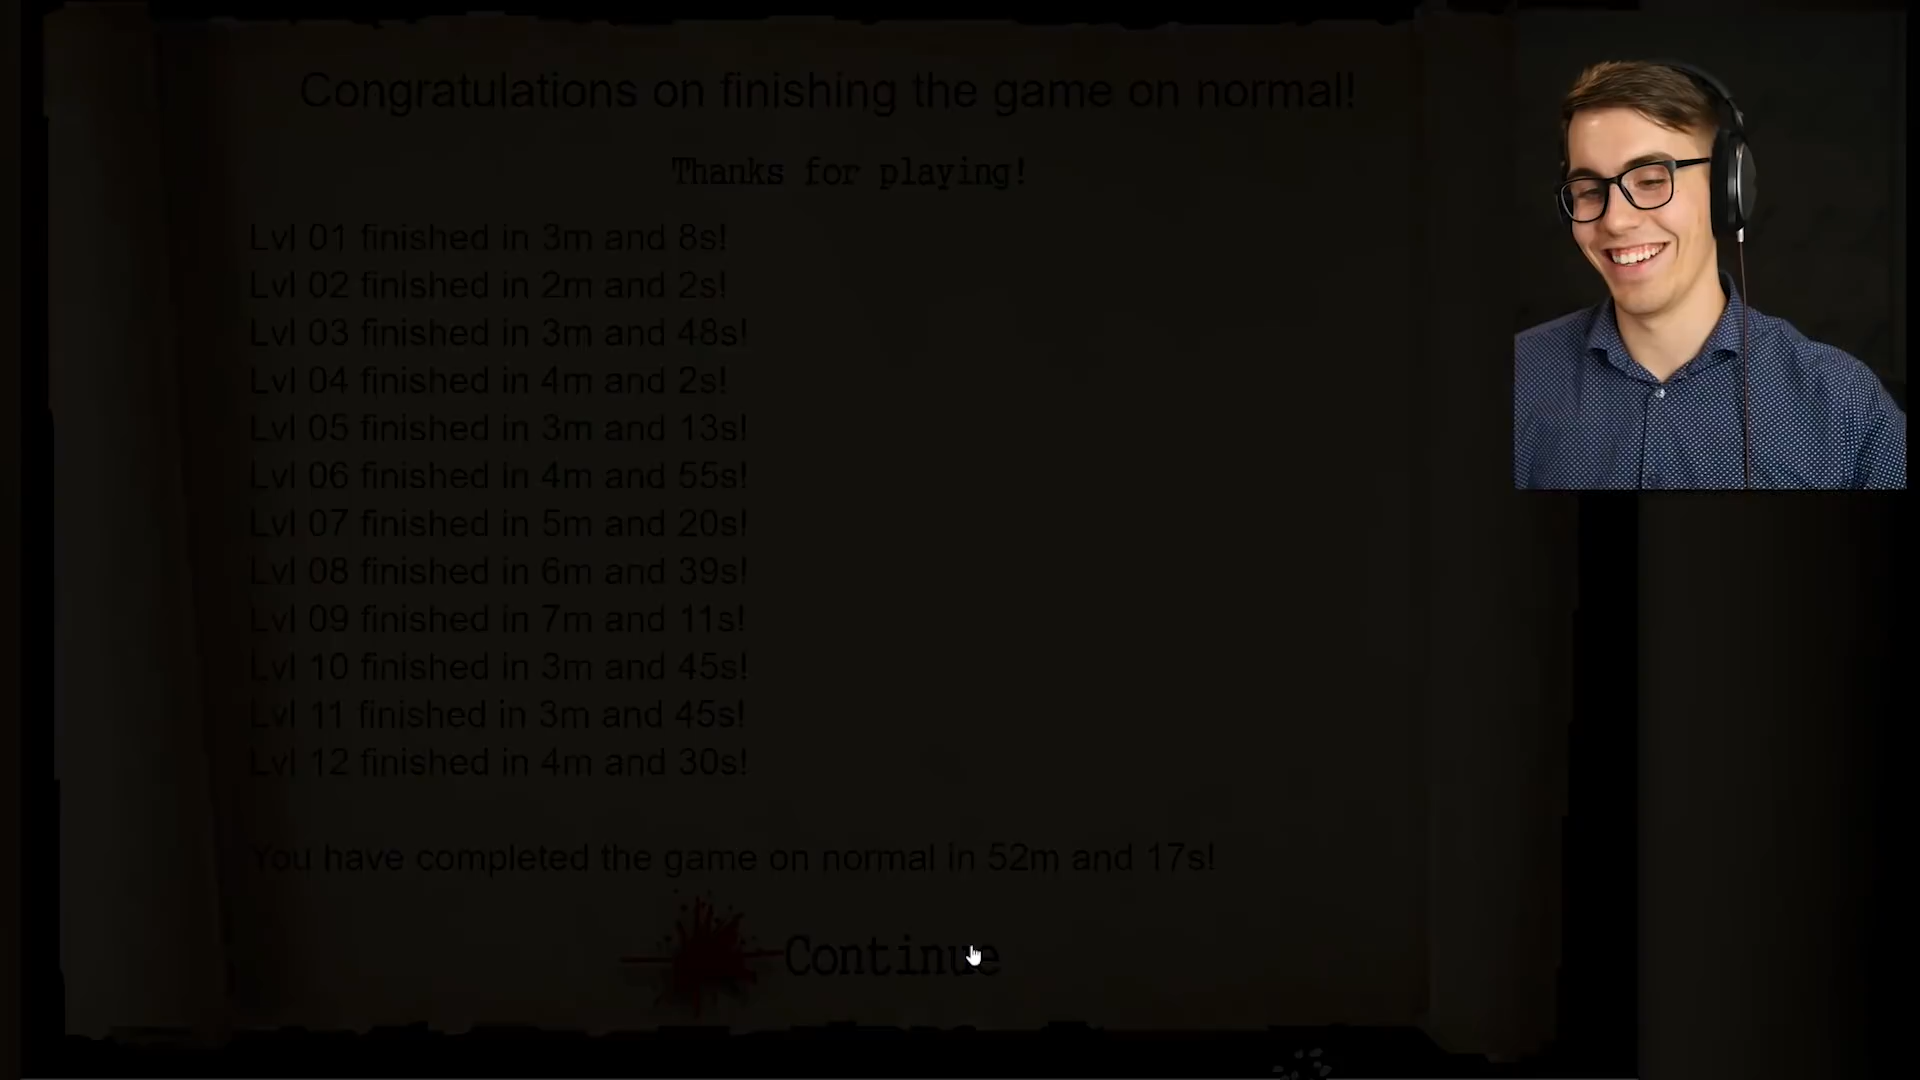 Congratulations on finishing the game on normal!
Thanks for playing!
Lvl 01 finished in 3m and 8s!
Lvl 02 finished in 2m and 2s!
Lvl 03 finished in 3m and 48s!
Lvl 04 finished in 4m and 2s!
Lvl 05 finished in 3m and 13s!
Lvl 06 finished in 4m and 55s!
Lvl 07 finished in 5m and 20s!
Lvl 08 finished in 6m and 39s!
Lvl 09 finished in 7m and 11s!
Lvl 10 finished in 3m and 45s!
Lvl 11 finished in 3m and 45s!
Lvl 12 finished in 4m and 30s!
You have completed the game on normal in 52m and 17s!
Continue